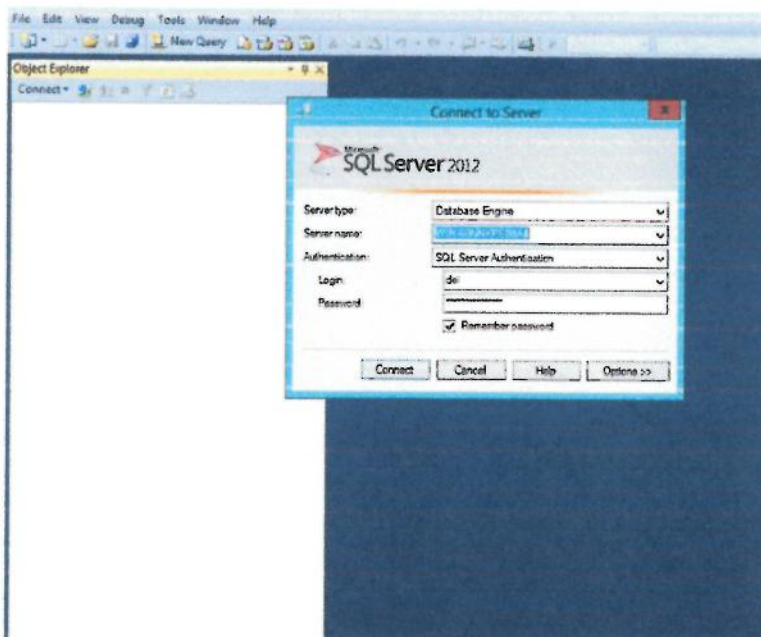 File Edit View Debug Tools Window Help
New Query
Object Explorer
Connect
Connect to Server
Microsoft
SQL Server 2012
Server type: Database Engine
Server name:
Authentication: SQL Server Authentication
Login: dei
Password:
Remember password
Connect Cancel Help Options >>